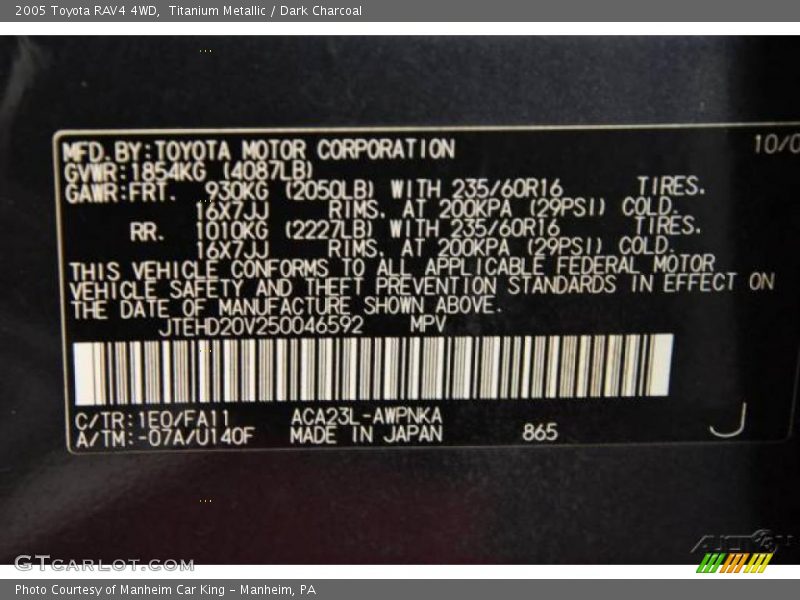 2005 Toyota RAV4 4WD,  Titanium Metallic / Dark Charcoal
MFD.BY:TOYOTA MOTOR CORPORATION 10/0
GVWR:1854KG (4087LB)
GAWR:FRT. 930KG (2050LB) WITH 235/60R16 TIRES.
16X7JJ RIMS. AT 200KPA (29PSI) COLD.
RR. 1010KG (2227LB) WITH 235/60R16 TIRES.
16X7JJ RIMS. AT 200KPA (29PSI) COLD.
THIS VEHICLE CONFORMS TO ALL APPLICABLE FEDERAL MOTOR
VEHICLE SAFETY AND THEFT PREVENTION STANDARDS IN EFFECT ON
THE DATE OF MANUFACTURE SHOWN ABOVE.
JTEHD20V250046592 MPV
C/TR:1E0/FA11 ACA23L-AWPNKA
A/TM:-07A/U140F MADE IN JAPAN 865 J
GTcarlot.com
Photo Courtesy of Manheim Car King - Manheim, PA